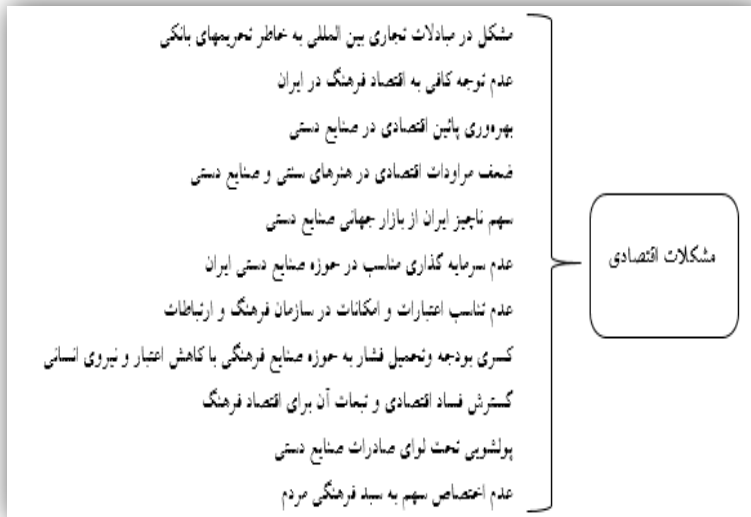 مشکلات اقتصادی
مشکل در مبادلات تجاری بین المللی به خاطر تحریمهای بانکی
عدم توجه کافی به اقتصاد فرهنگ در ایران
بهره‌وری پائین اقتصادی در صنایع دستی
ضعف مراودات اقتصادی در هنرهای سنتی و صنایع دستی
سهم ناچیز ایران از بازار جهانی صنایع دستی
عدم سرمایه گذاری مناسب در حوزه صنایع دستی ایران
عدم تناسب اعتبارات و امکانات در سازمان فرهنگ و ارتباطات
کسری بودجه وتحمیل فشار به حوزه صنایع فرهنگی با کاهش اعتبار و نیروی انسانی
گسترش فساد اقتصادی و تبعات آن برای اقتصاد فرهنگ
پولشویی تحت لوای صادرات صنایع دستی
عدم اختصاص سهم به سبد فرهنگی مردم